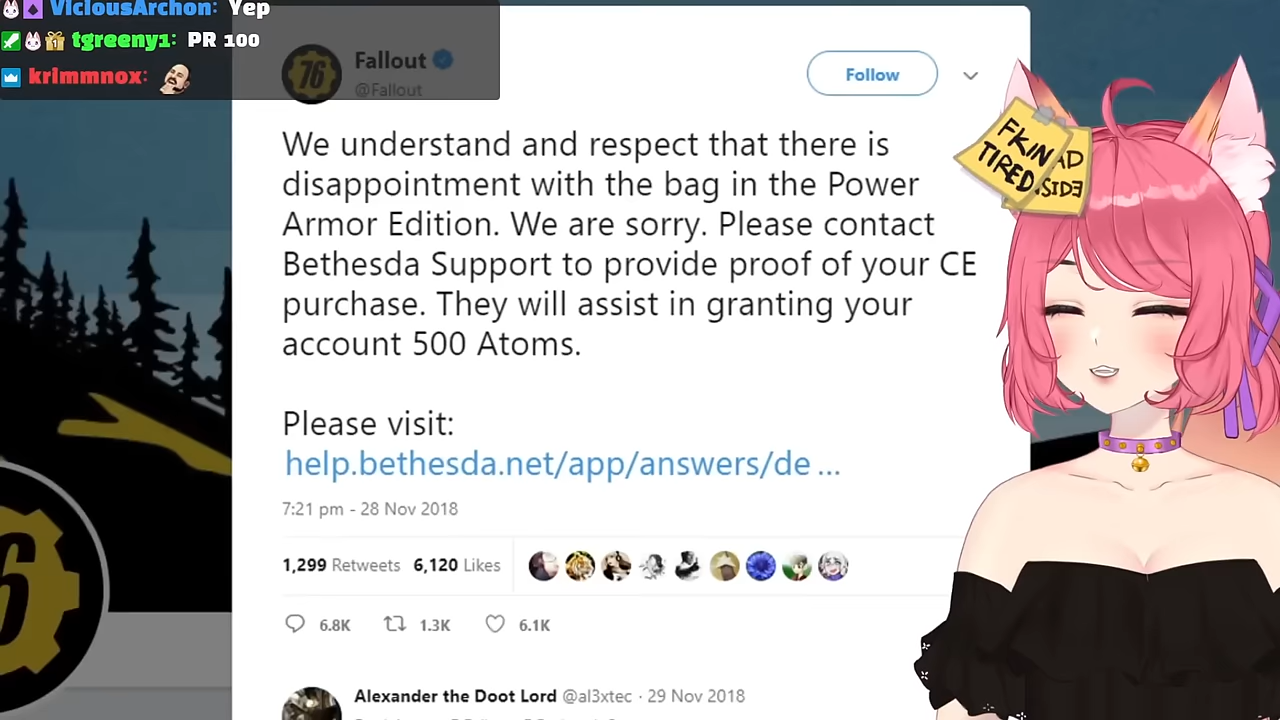 VIciousArchon: Yep
tgreeny1: PR 100
krimmnox:
76
Fallout
@Fallout
Follow
We understand and respect that there is
disappointment with the bag in the Power
Armor Edition. We are sorry. Please contact
Bethesda Support to provide proof of your CE
purchase. They will assist in granting your
account 500 Atoms.
Please visit:
help.bethesda.net/app/answers/de ...
7:21 pm - 28 Nov 2018
1,299 Retweets 6,120 Likes
6.8K 1.3K 6.1K
Alexander the Doot Lord @al3xtec · 29 Nov 2018
FKIN
TIRED
6